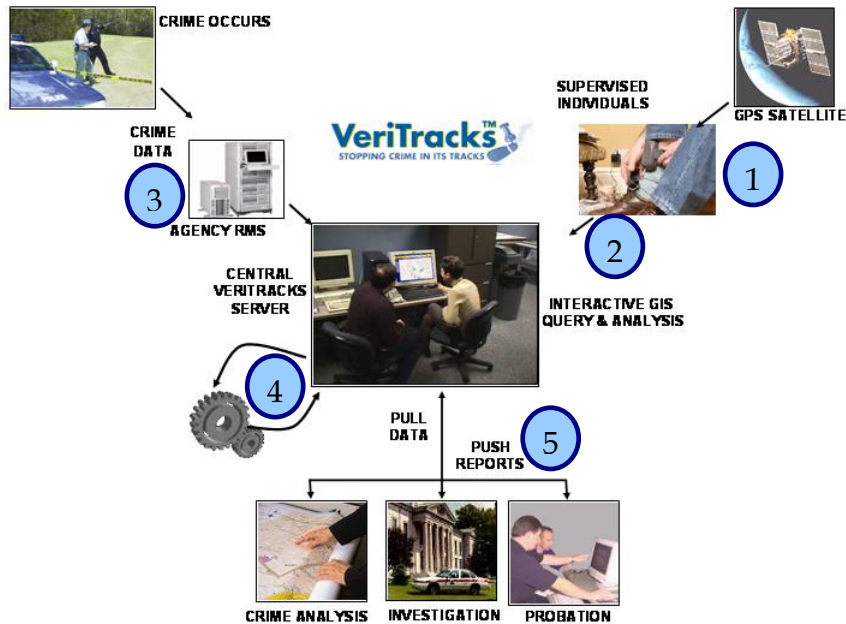 CRIME OCCURS
SUPERVISED
INDIVIDUALS
GPS SATELLITE
CRIME
DATA
VeriTracks™
STOPPING CRIME IN ITS TRACKS
1
3
AGENCY RMS
2
CENTRAL
VERITRACKS
SERVER
INTERACTIVE GIS
QUERY & ANALYSIS
4
PULL
DATA
PUSH
REPORTS
5
CRIME ANALYSIS
INVESTIGATION
PROBATION